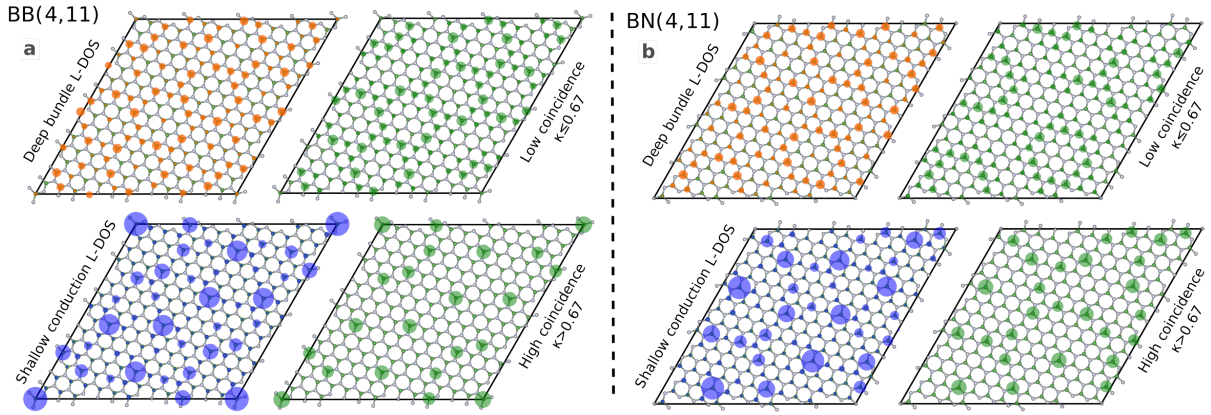 BB(4,11)
a
Deep bundle L-DOS
Low coincidence
κ≤0.67
Shallow conduction L-DOS
High coincidence
κ>0.67
BN(4,11)
b
Deep bundle L-DOS
Low coincidence
κ≤0.67
Shallow conduction L-DOS
High coincidence
κ>0.67